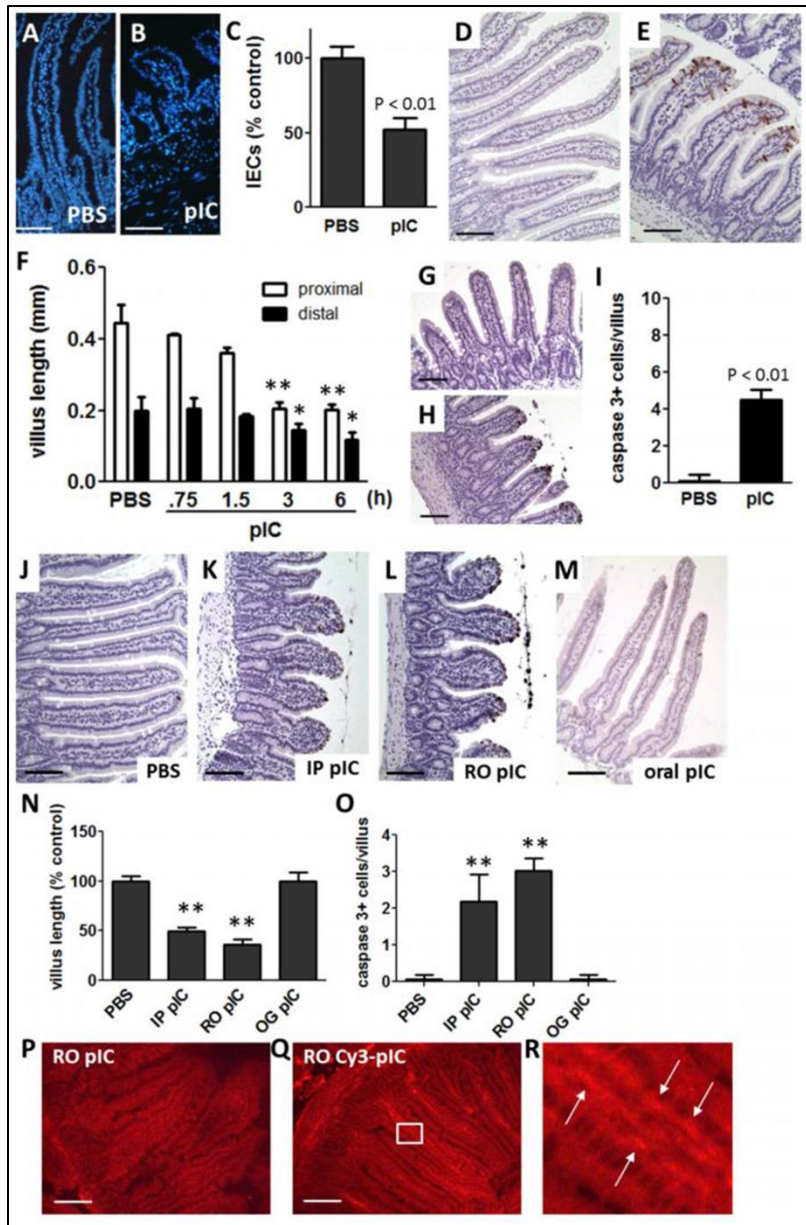 A
PBS
B
pIC
C
IECs (% control)
100
50
0
P < 0.01
PBS
pIC
D
E
F
villus length (mm)
0.6
0.4
0.2
0.0
proximal
distal
** **
* *
PBS .75 1.5 3 6 (h)
pIC
G
H
I
caspase 3+ cells/villus
10
8
6
4
2
0
P < 0.01
PBS
pIC
J
PBS
K
IP pIC
L
RO pIC
M
oral pIC
N
villus length (% control)
150
100
50
0
** **
PBS
IP pIC
RO pIC
OG pIC
O
caspase 3+ cells/villus
4
3
2
1
0
** **
PBS
IP pIC
RO pIC
OG pIC
P
RO pIC
Q
RO Cy3-pIC
R